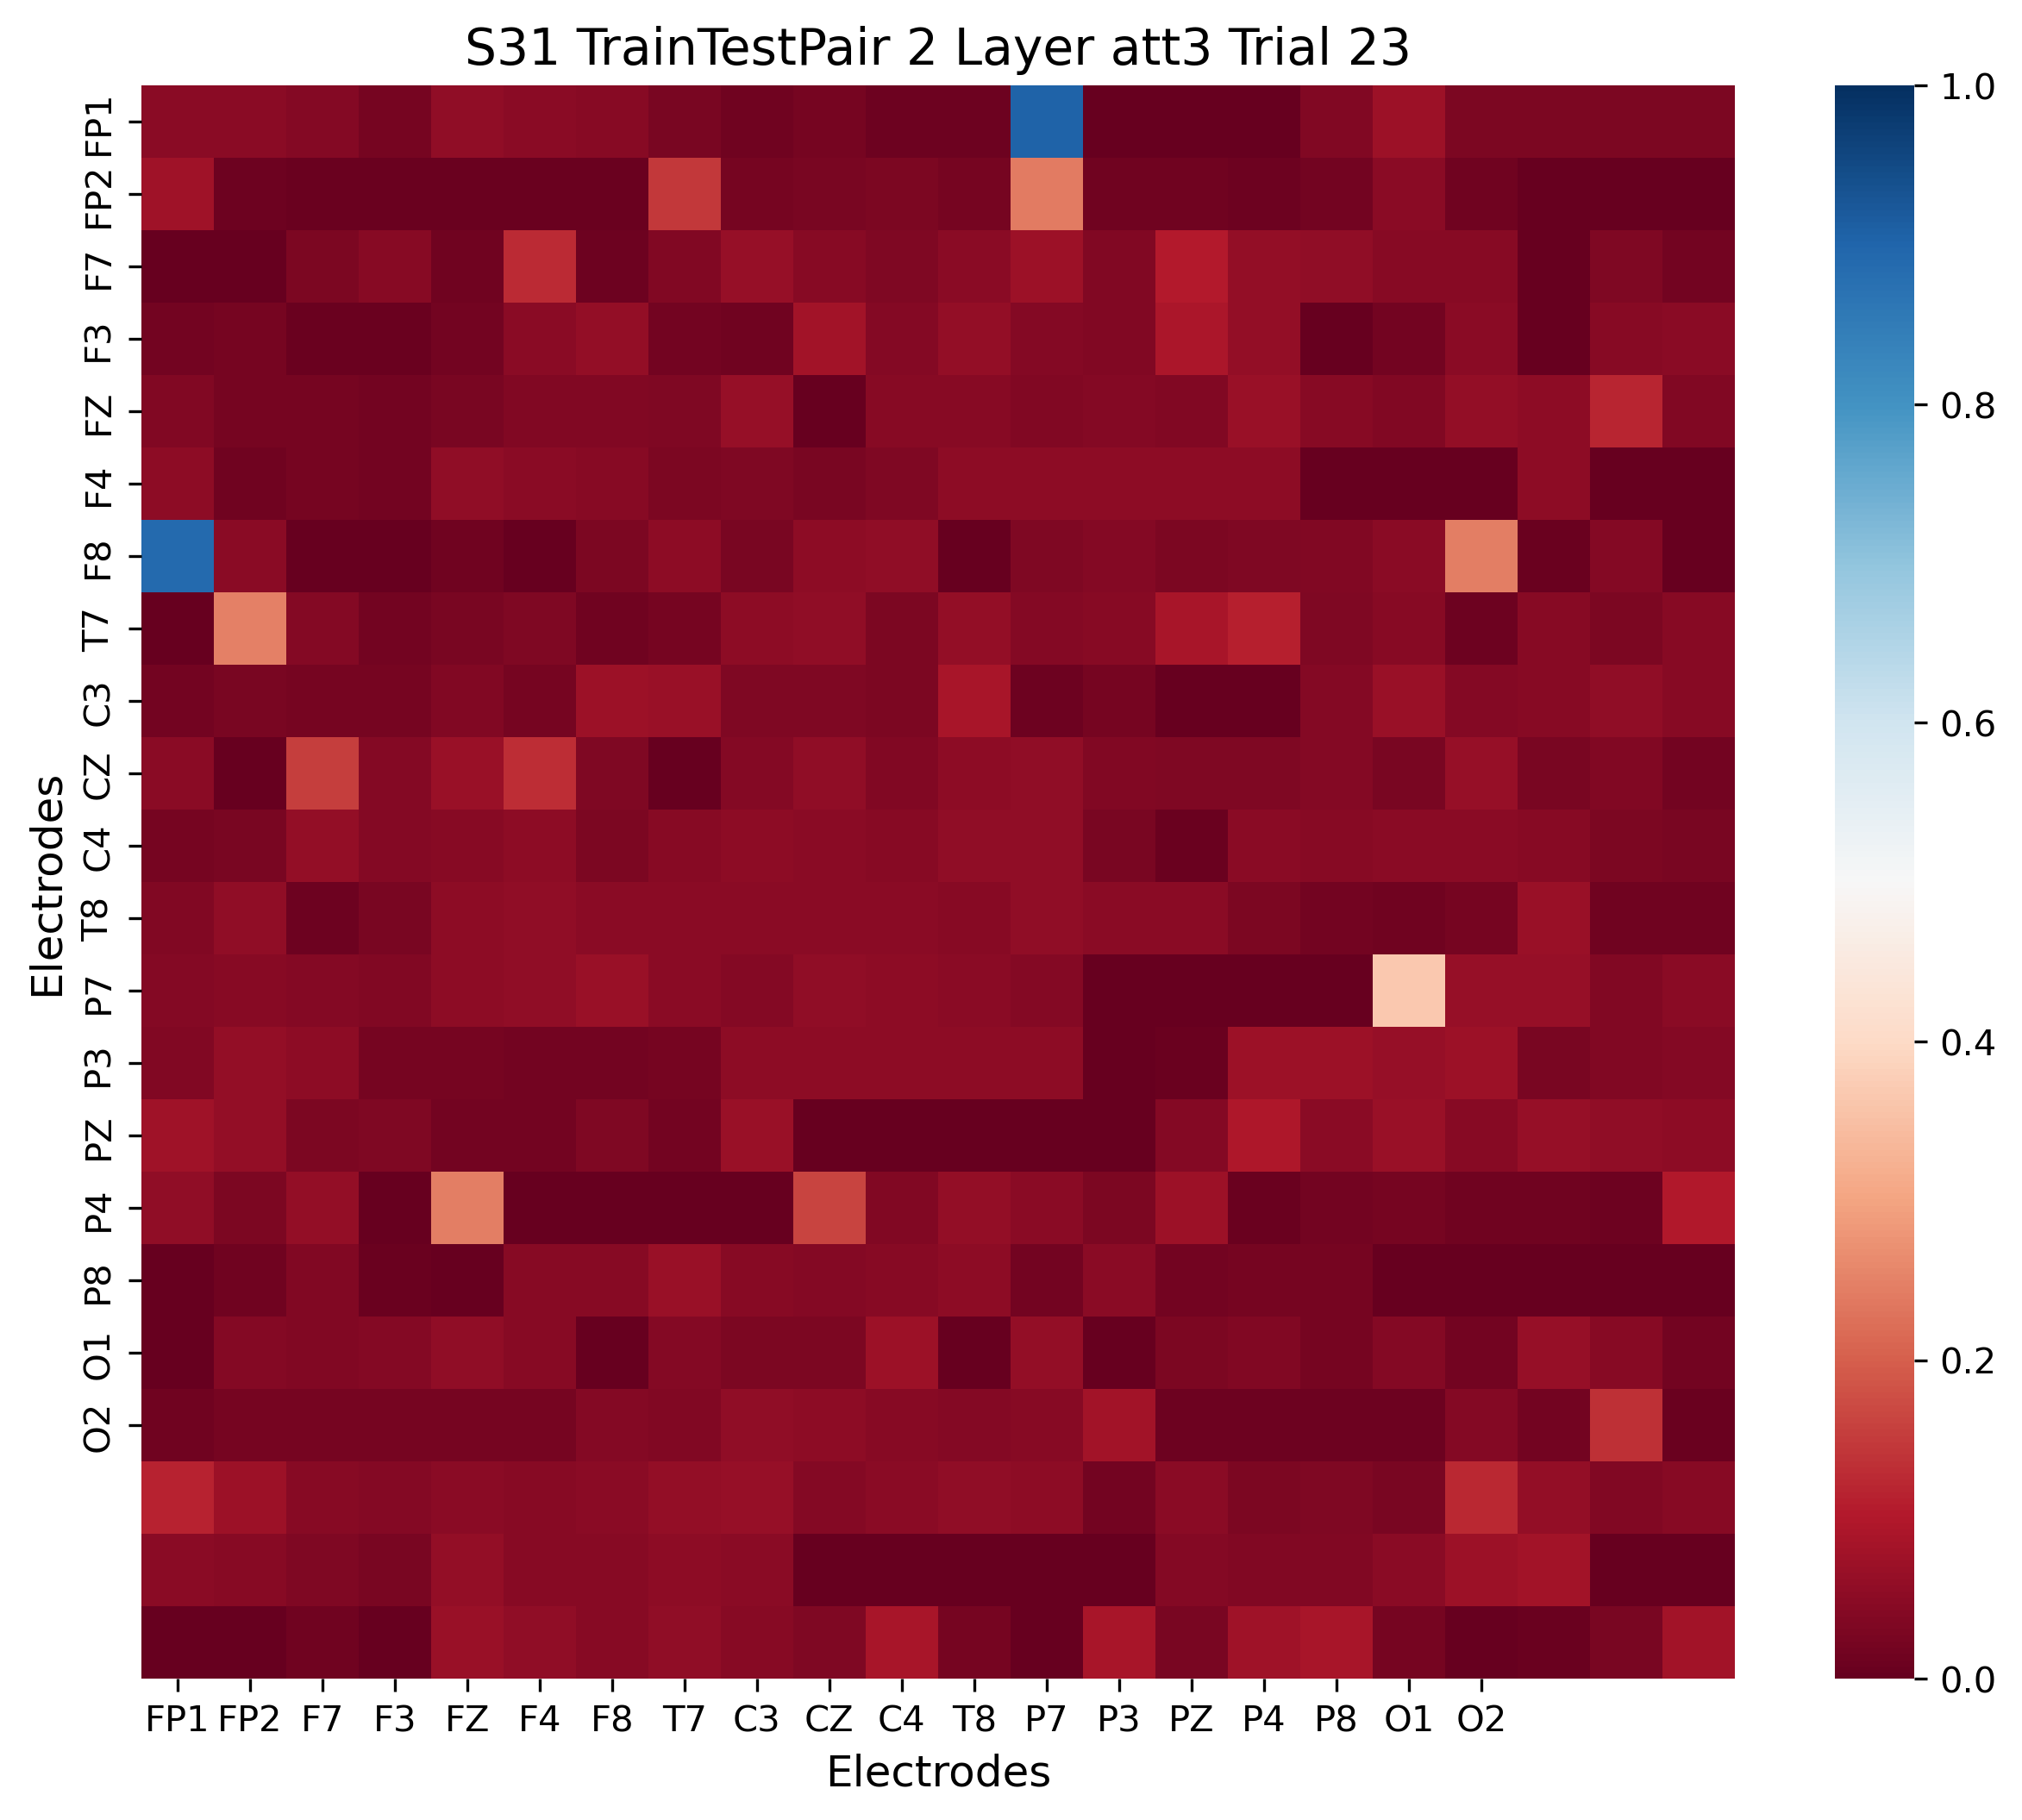 S31 TrainTestPair 2 Layer att3 Trial 23
Electrodes
FP1
FP2
F7
F3
FZ
F4
F8
T7
C3
CZ
C4
T8
P7
P3
PZ
P4
P8
O1
O2
FP1 FP2 F7 F3 FZ F4 F8 T7 C3 CZ C4 T8 P7 P3 PZ P4 P8 O1 O2
Electrodes
1.0
0.8
0.6
0.4
0.2
0.0